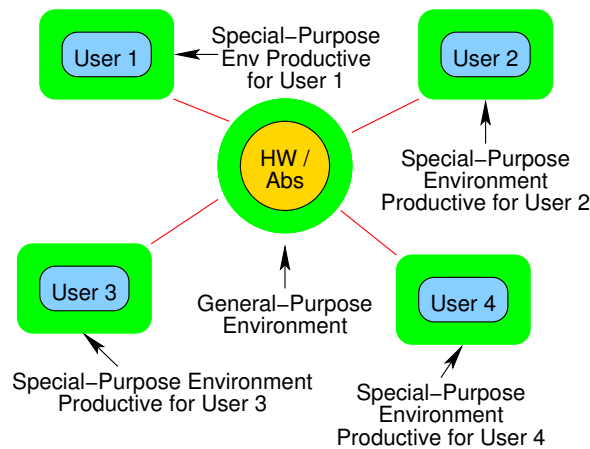 User 1
Special−Purpose
Env Productive
for User 1
User 2
Special−Purpose
Environment
Productive for User 2
HW /
Abs
General−Purpose
Environment
User 3
Special−Purpose Environment
Productive for User 3
User 4
Special−Purpose
Environment
Productive for User 4